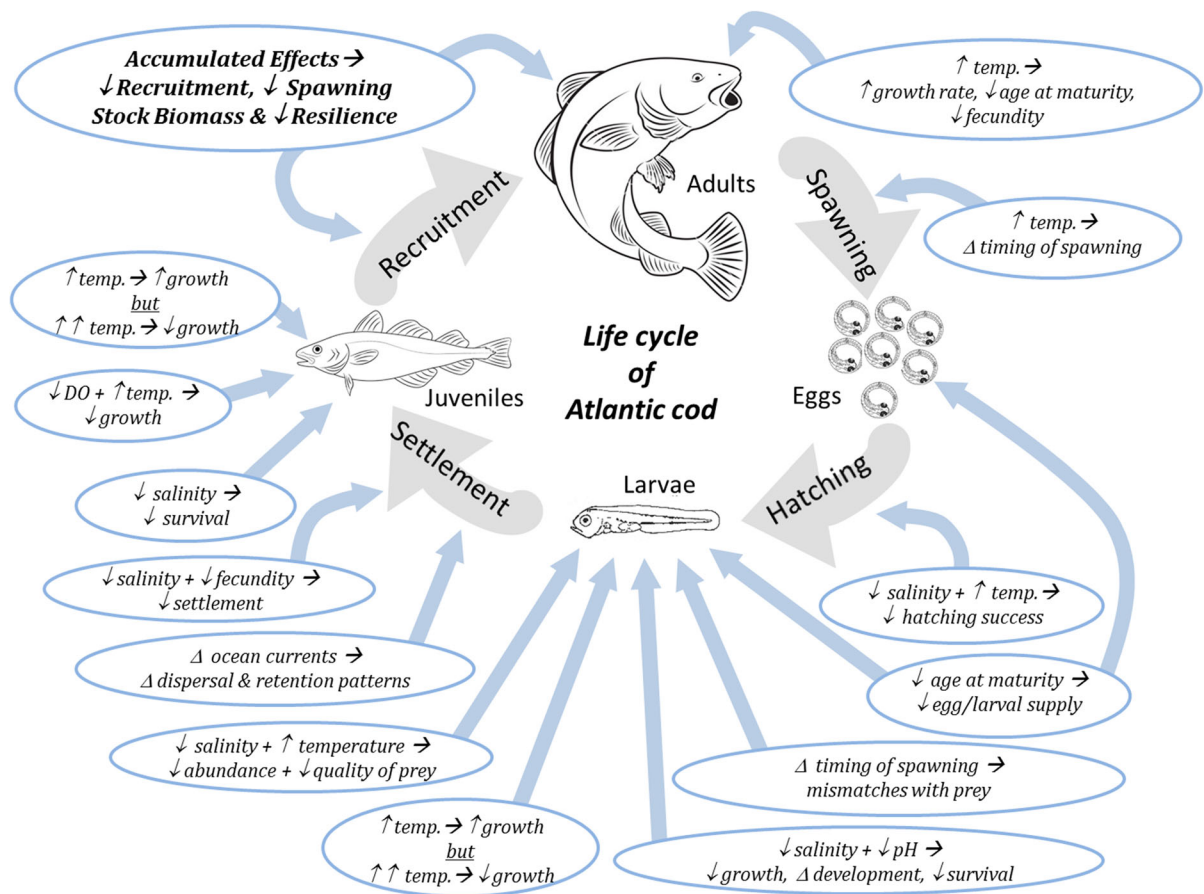 Accumulated Effects →
↓Recruitment, ↓ Spawning
Stock Biomass & ↓Resilience
↑ temp. →
↑growth rate, ↓age at maturity,
↓fecundity
Adults
Spawning
Recruitment
↑ temp. →
Δ timing of spawning
↑temp. → ↑growth
but
↑↑ temp. → ↓growth
Life cycle
of
Atlantic cod
Juveniles
Eggs
↓DO + ↑temp. →
↓growth
Settlement
Larvae
Hatching
↓ salinity →
↓ survival
↓salinity + ↓fecundity →
↓settlement
↓ salinity + ↑ temp. →
↓ hatching success
Δ ocean currents →
Δ dispersal & retention patterns
↓ age at maturity →
↓egg/larval supply
↓ salinity + ↑ temperature →
↓abundance + ↓quality of prey
Δ timing of spawning →
mismatches with prey
↑temp. → ↑growth
but
↑↑ temp. → ↓growth
↓salinity + ↓pH →
↓growth, Δ development, ↓survival